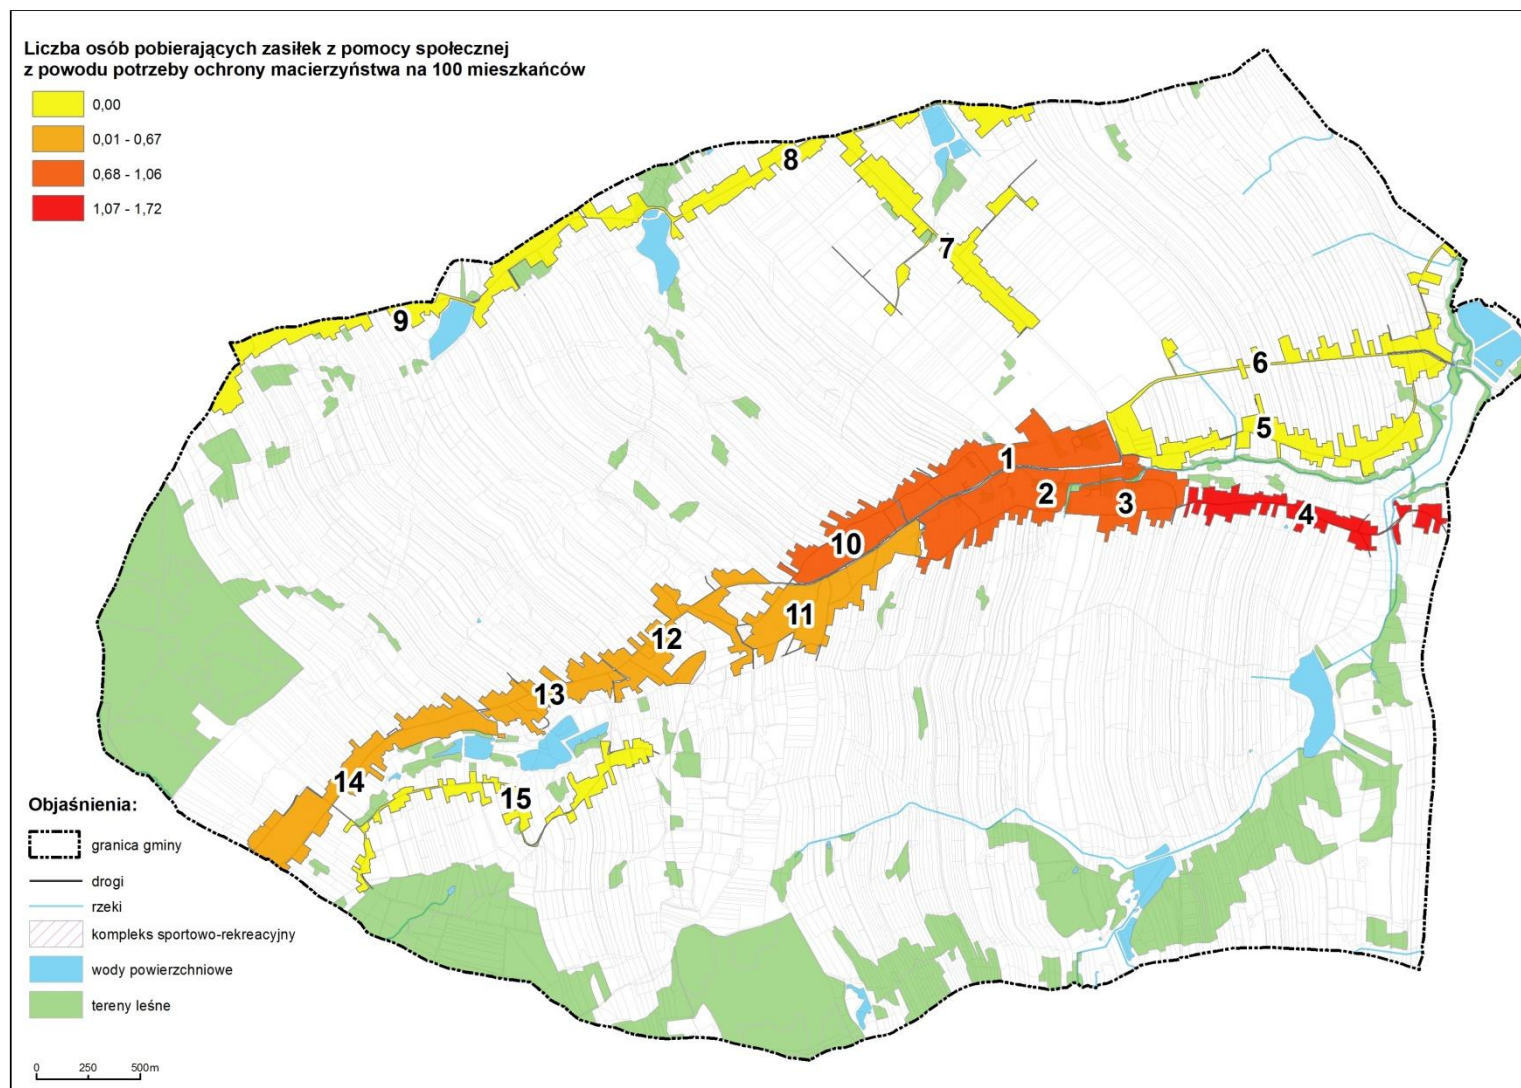 Liczba osób pobierających zasiłek z pomocy społecznej
z powodu potrzeby ochrony macierzyństwa na 100 mieszkańców
0,00
0,01 - 0,67
0,68 - 1,06
1,07 - 1,72
8
7
9
6
5
1
2
3
4
10
11
12
13
14
15
Objaśnienia:
granica gminy
drogi
rzeki
kompleks sportowo-rekreacyjny
wody powierzchniowe
tereny leśne
0 250 500m